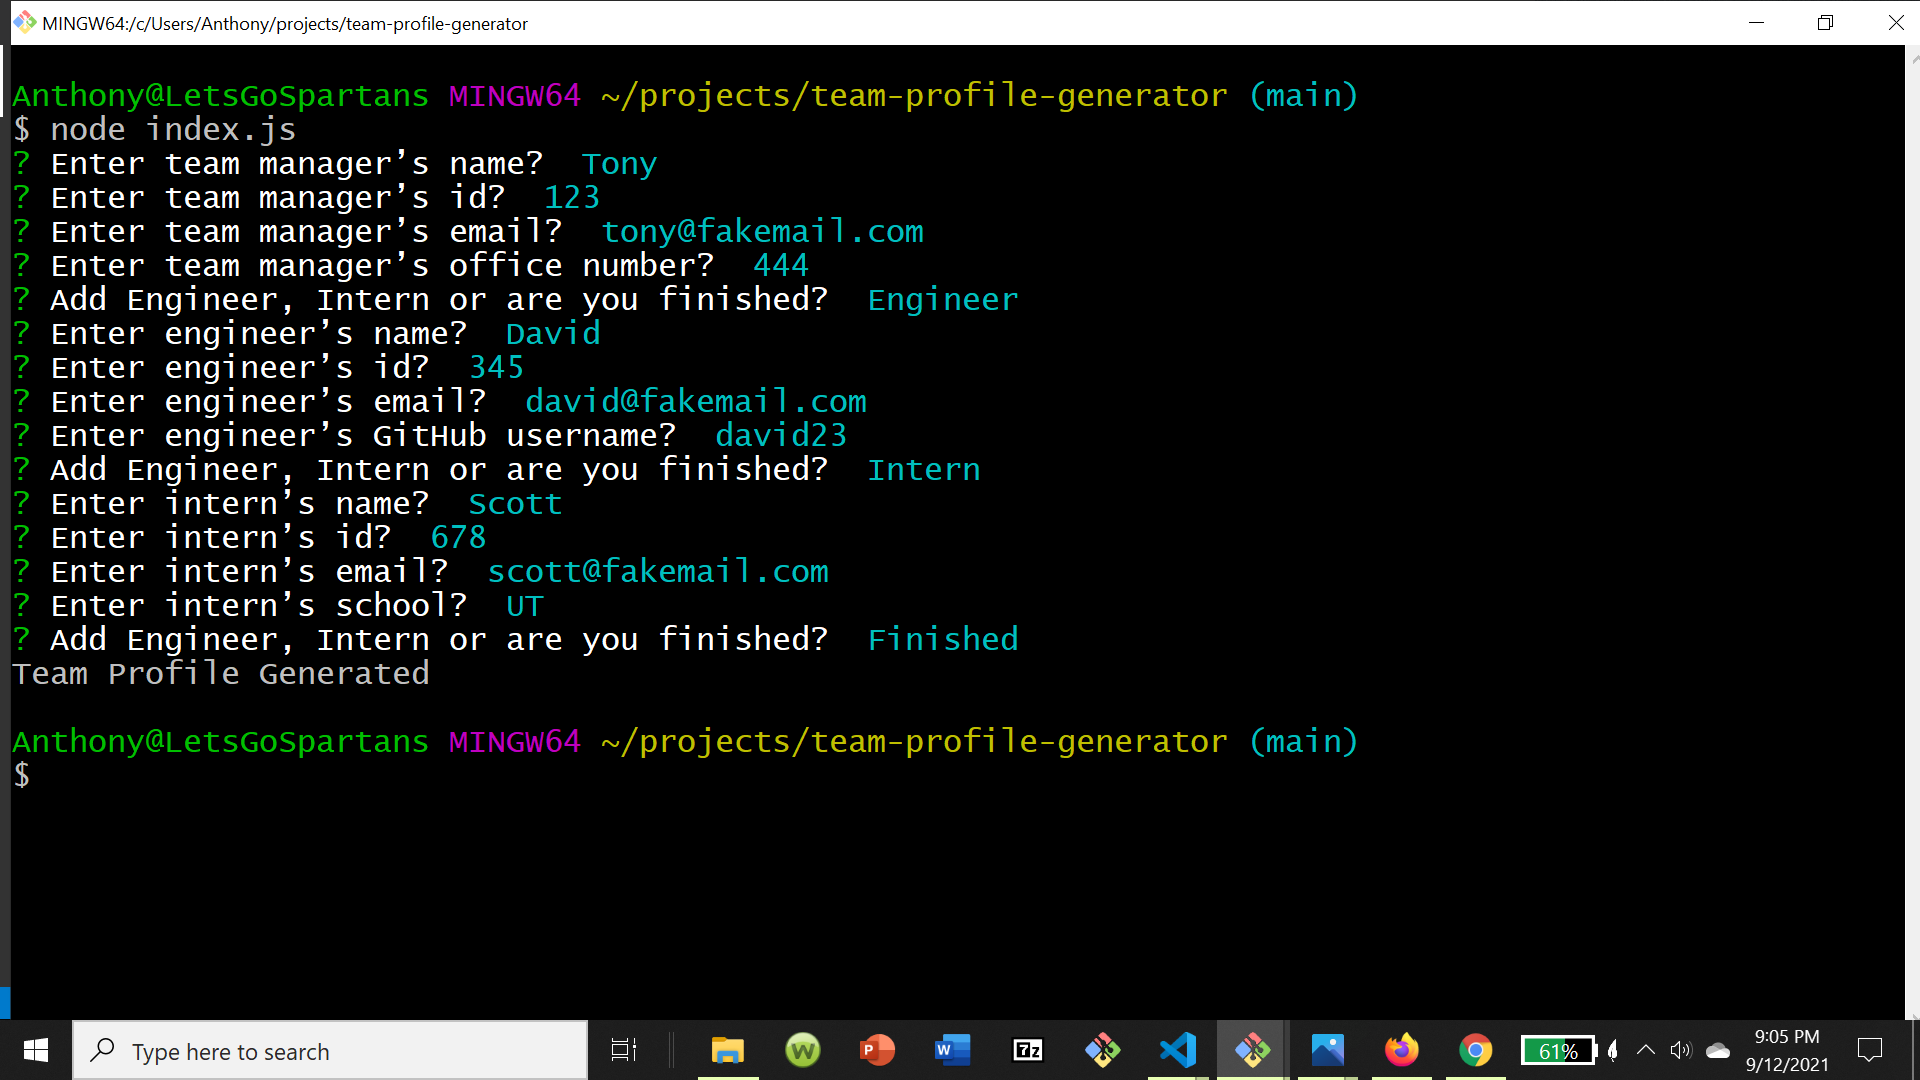 MINGW64:/c/Users/Anthony/projects/team-profile-generator
Anthony@LetsGoSpartans MINGW64 ~/projects/team-profile-generator (main)
$ node index.js
? Enter team manager’s name?  Tony
? Enter team manager’s id?  123
? Enter team manager’s email?  tony@fakemail.com
? Enter team manager’s office number?  444
? Add Engineer, Intern or are you finished?  Engineer
? Enter engineer’s name?  David
? Enter engineer’s id?  345
? Enter engineer’s email?  david@fakemail.com
? Enter engineer’s GitHub username?  david23
? Add Engineer, Intern or are you finished?  Intern
? Enter intern’s name?  Scott
? Enter intern’s id?  678
? Enter intern’s email?  scott@fakemail.com
? Enter intern’s school?  UT
? Add Engineer, Intern or are you finished?  Finished
Team Profile Generated
Anthony@LetsGoSpartans MINGW64 ~/projects/team-profile-generator (main)
$
Type here to search
W
P
W
7z
61%
9:05 PM
9/12/2021